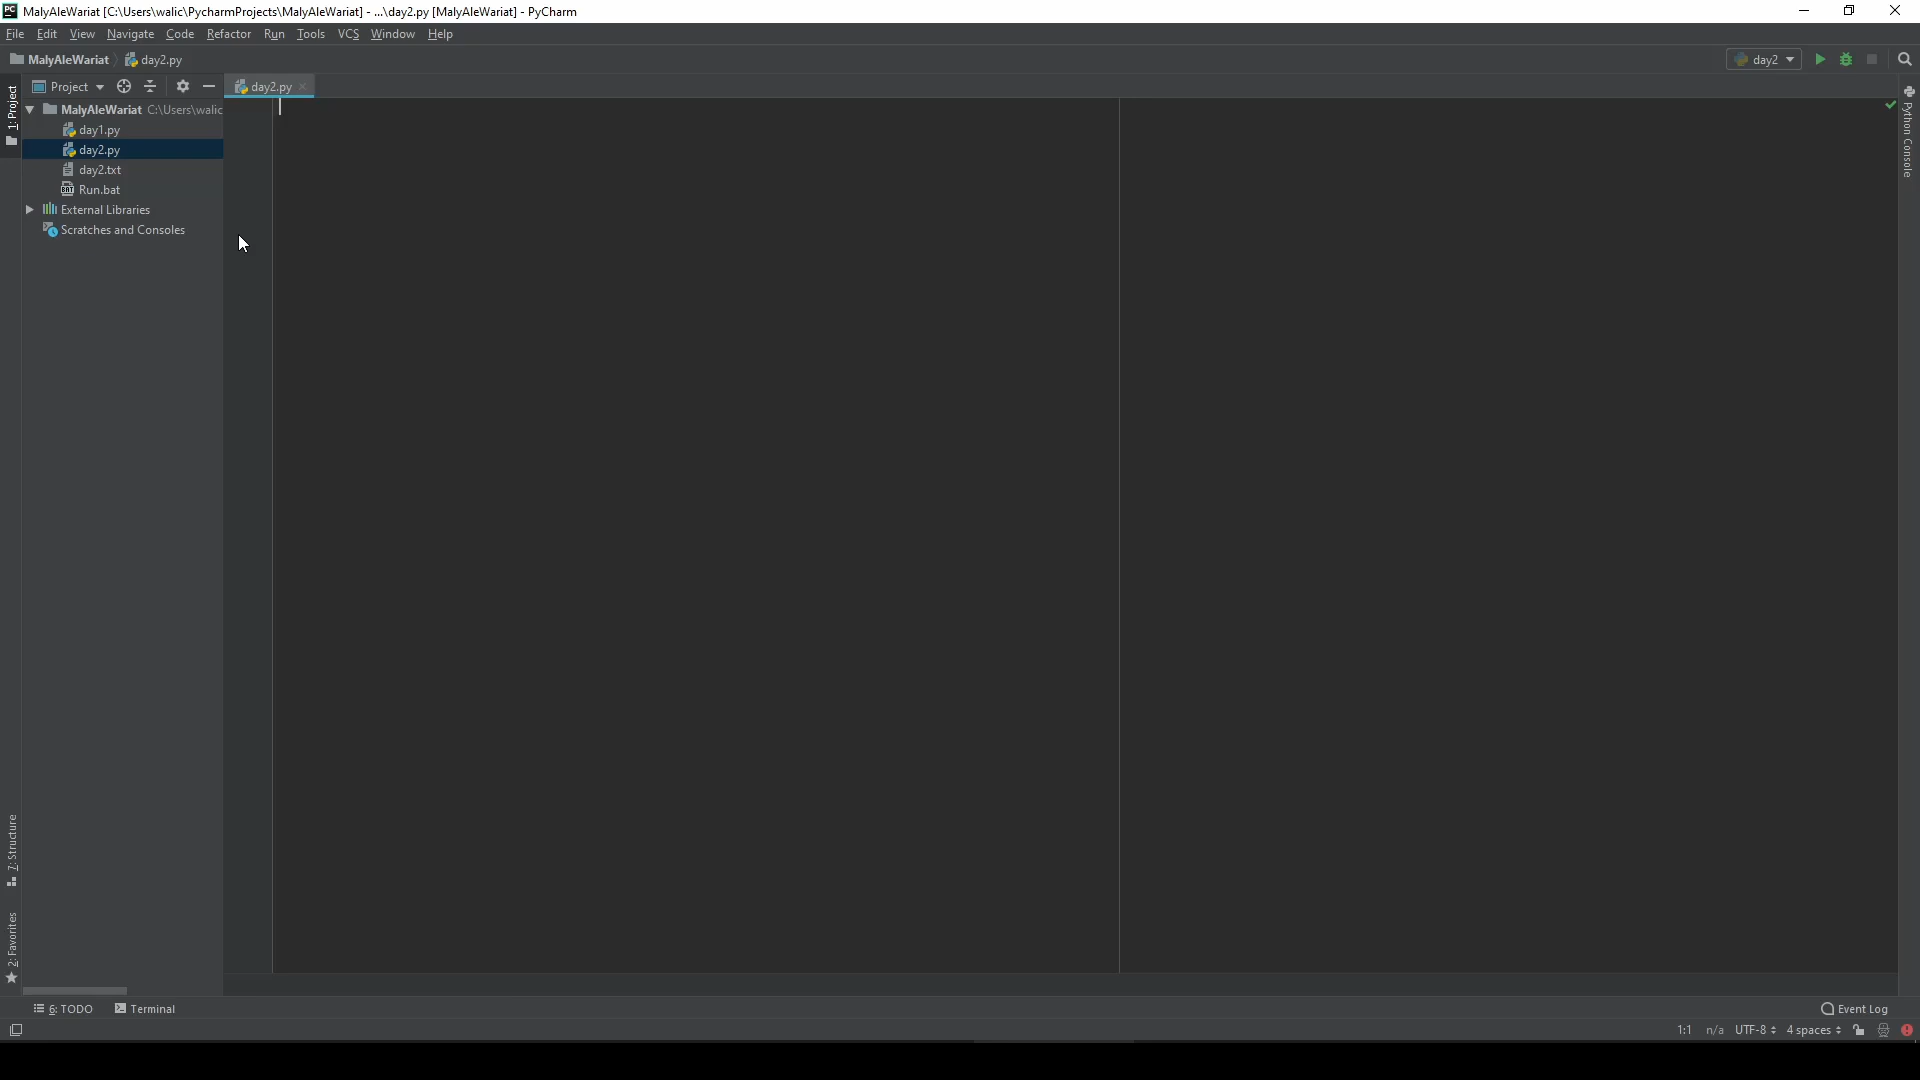 PC MalyAleWariat [C:\Users\walic\PycharmProjects\MalyAleWariat] - ...\day2.py [MalyAleWariat] - PyCharm
File Edit View Navigate Code Refactor Run Tools VCS Window Help
MalyAleWariat day2.py day2
1: Project
Project day2.py
MalyAleWariat C:\Users\walic
day1.py
day2.py
day2.txt
Run.bat
External Libraries
Scratches and Consoles
Python Console
7: Structure
2: Favorites
6: TODO Terminal Event Log
1:1 n/a UTF-8 4 spaces